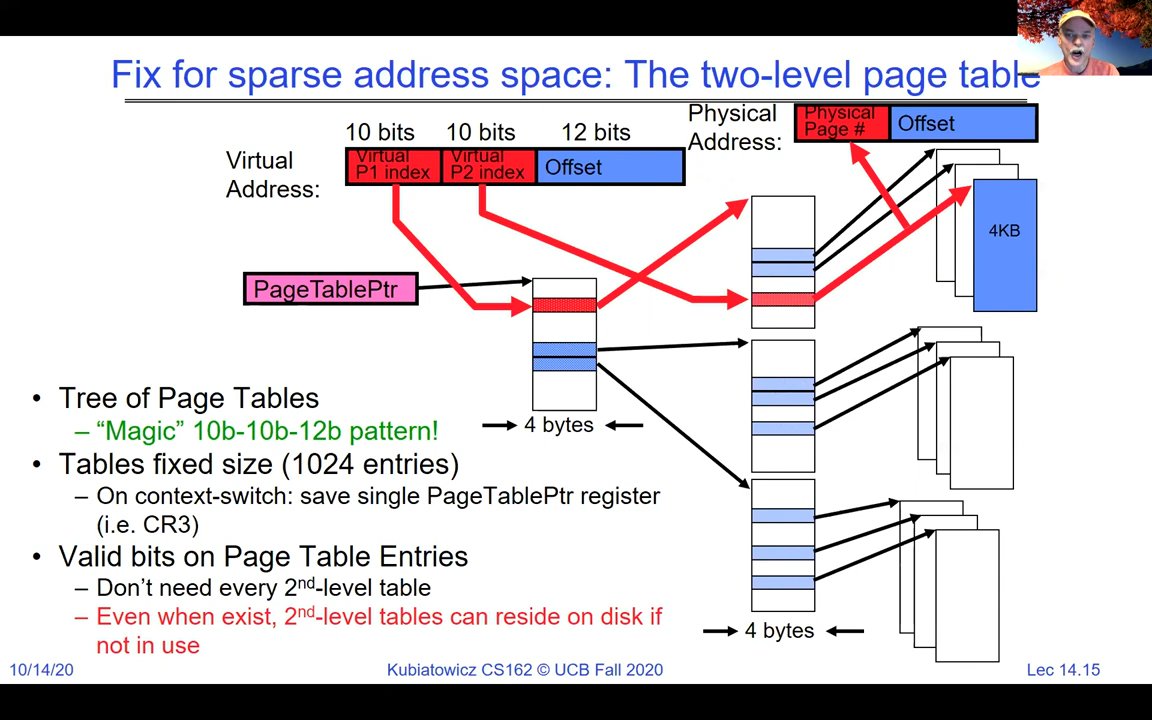 Fix for sparse address space: The two-level page table
Physical
Address:
Physical
Page #
Offset
10 bits
10 bits
12 bits
Virtual
Address:
Virtual
P1 index
Virtual
P2 index
Offset
4KB
PageTablePtr
• Tree of Page Tables
– “Magic” 10b-10b-12b pattern!
4 bytes
• Tables fixed size (1024 entries)
– On context-switch: save single PageTablePtr register
(i.e. CR3)
• Valid bits on Page Table Entries
– Don’t need every 2nd-level table
– Even when exist, 2nd-level tables can reside on disk if
not in use
4 bytes
10/14/20
Kubiatowicz CS162 © UCB Fall 2020
Lec 14.15